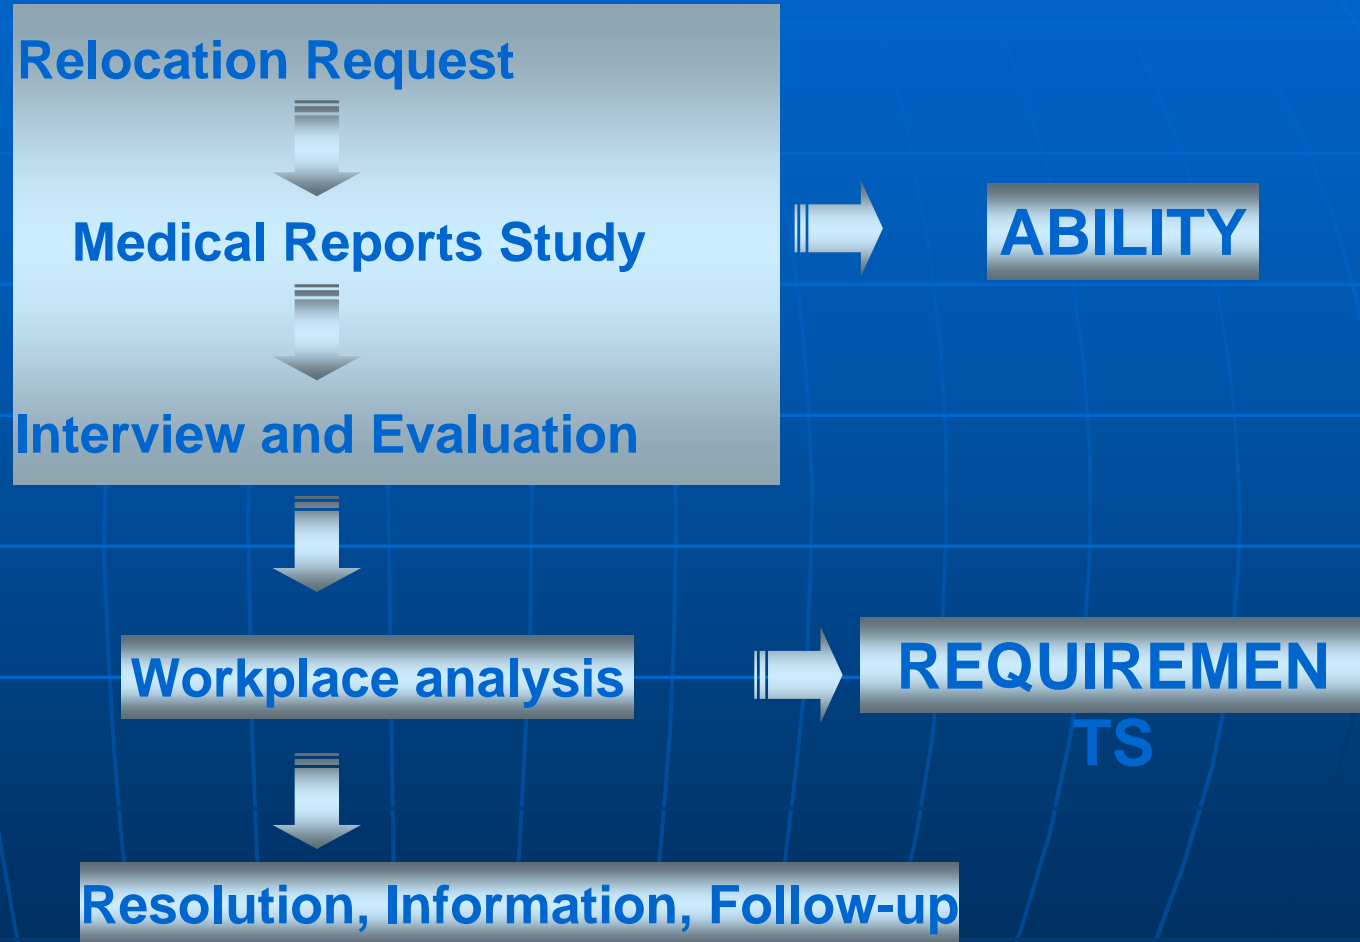 Relocation Request
Medical Reports Study
ABILITY
Interview and Evaluation
Workplace analysis
REQUIREMEN
TS
Resolution, Information, Follow-up